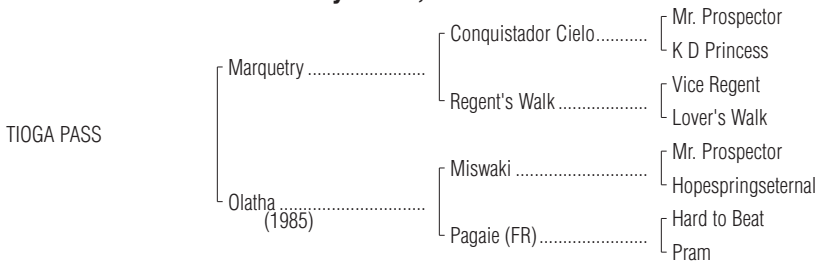 Mr. Prospector
Conquistador Cielo...........
K D Princess
Marquetry .........................
Vice Regent
Regent's Walk ...................
Lover's Walk
TIOGA PASS
Mr. Prospector
Miswaki ............................
Hopespringseternal
Olatha ...............................
(1985)
Hard to Beat
Pagaie (FR).......................
Pram